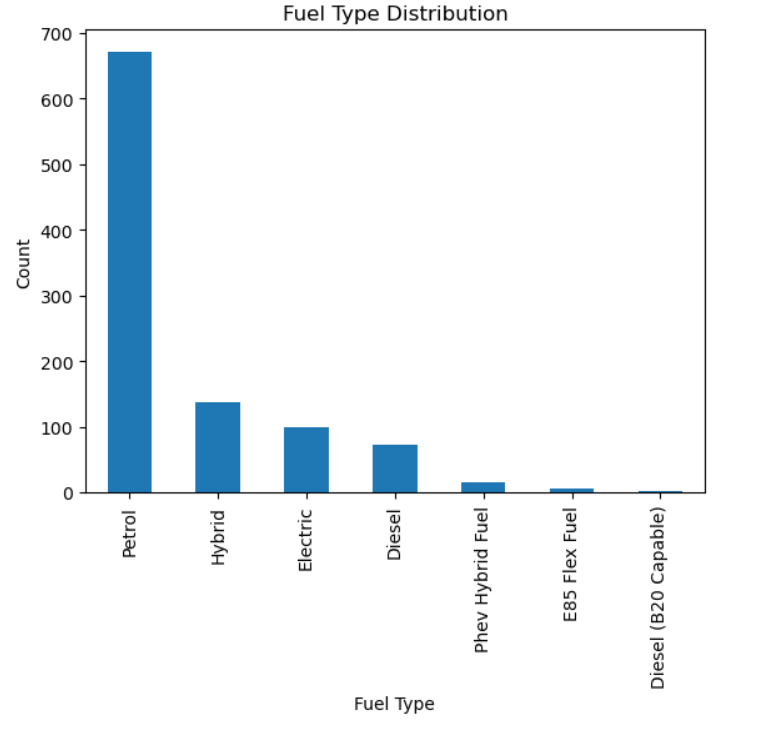 Fuel Type Distribution
Count
700
600
500
400
300
200
100
0
Petrol
Hybrid
Electric
Diesel
Phev Hybrid Fuel
E85 Flex Fuel
Diesel (B20 Capable)
Fuel Type